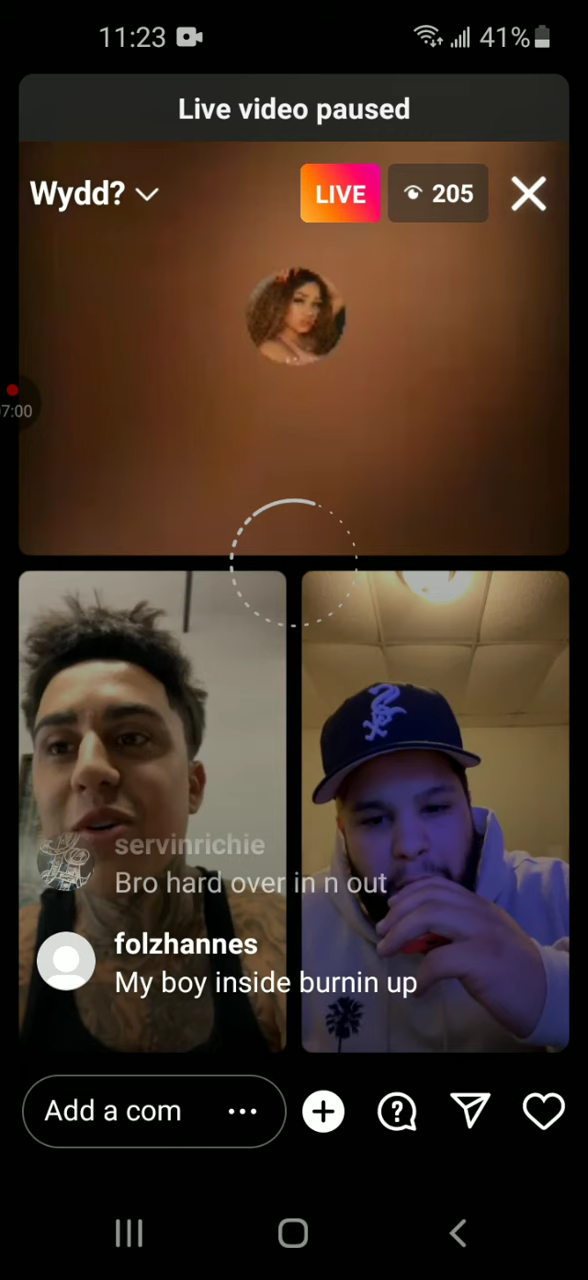 11:23
41%
Live video paused
Wydd?
LIVE
205
7:00
servinrichie
Bro hard over in n out
folzhannes
My boy inside burnin up
Add a com